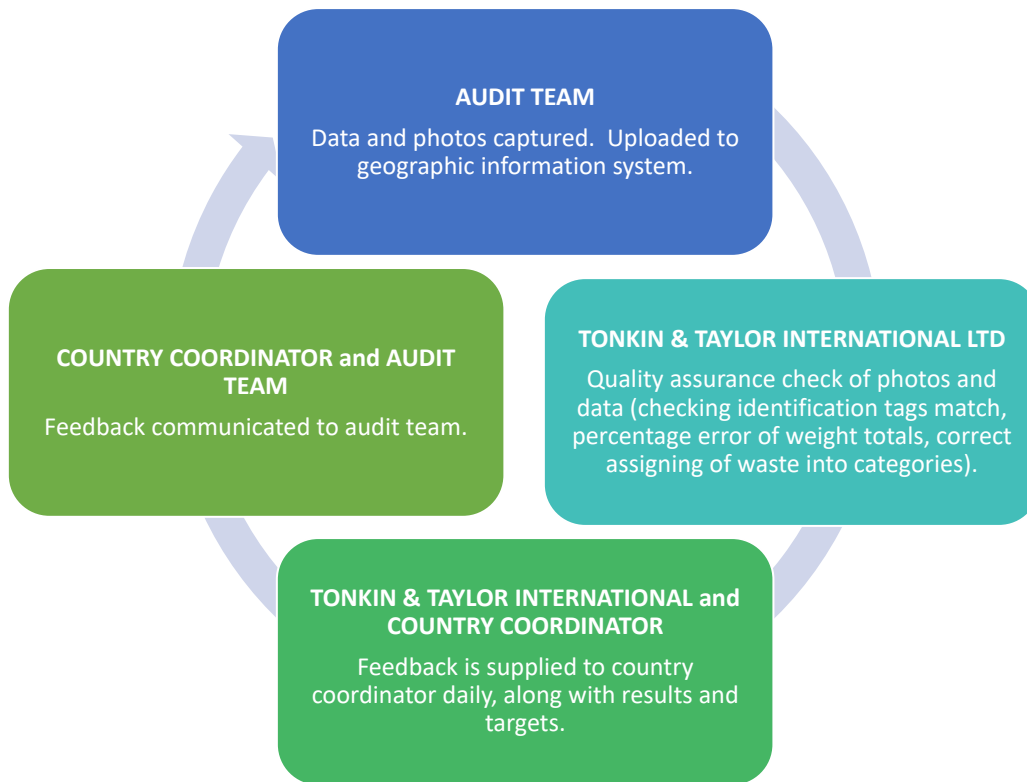 AUDIT TEAM
Data and photos captured.  Uploaded to
geographic information system.
TONKIN & TAYLOR INTERNATIONAL LTD
Quality assurance check of photos and
data (checking identification tags match,
percentage error of weight totals, correct
assigning of waste into categories).
TONKIN & TAYLOR INTERNATIONAL and
COUNTRY COORDINATOR
Feedback is supplied to country
coordinator daily, along with results and
targets.
COUNTRY COORDINATOR and AUDIT
TEAM
Feedback communicated to audit team.